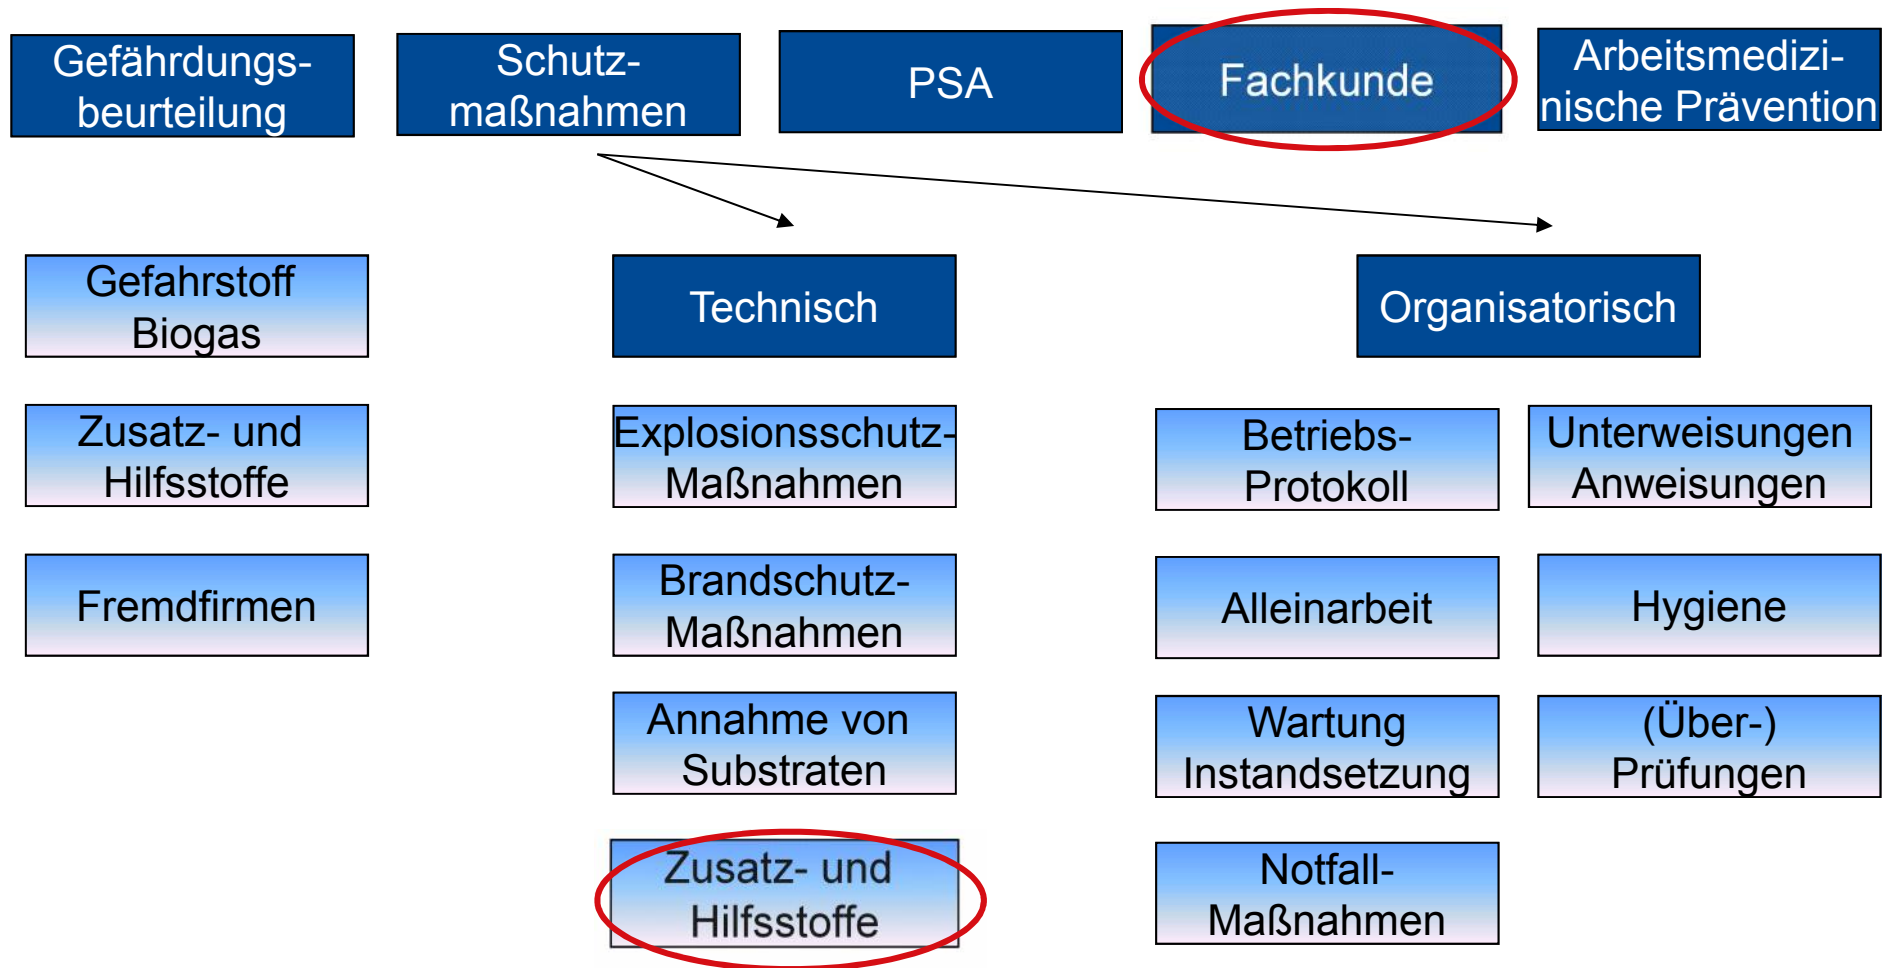 Gefährdungs-
beurteilung
Schutz-
maßnahmen
PSA
Fachkunde
Arbeitsmedizi-
nische Prävention
Gefahrstoff
Biogas
Technisch
Organisatorisch
Zusatz- und
Hilfsstoffe
Explosionsschutz-
Maßnahmen
Betriebs-
Protokoll
Unterweisungen
Anweisungen
Fremdfirmen
Brandschutz-
Maßnahmen
Alleinarbeit
Hygiene
Annahme von
Substraten
Wartung
Instandsetzung
(Über-)
Prüfungen
Zusatz- und
Hilfsstoffe
Notfall-
Maßnahmen